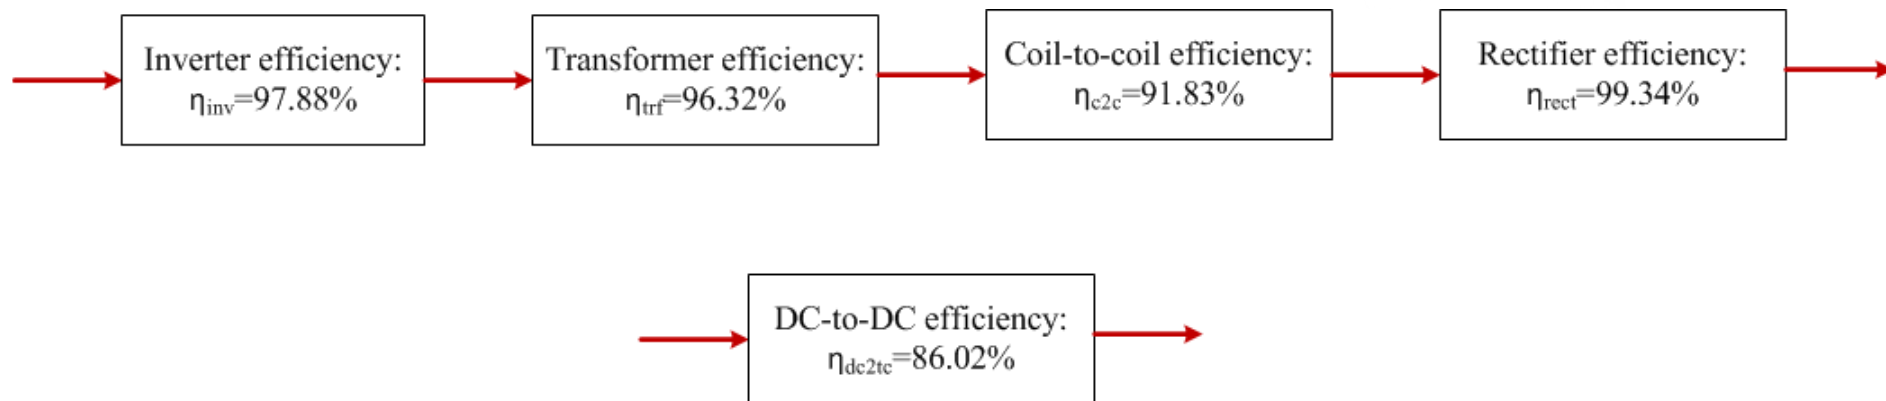 Inverter efficiency:
ηinv=97.88%
Transformer efficiency:
ηtrf=96.32%
Coil-to-coil efficiency:
ηc2c=91.83%
Rectifier efficiency:
ηrect=99.34%
DC-to-DC efficiency:
ηdc2tc=86.02%